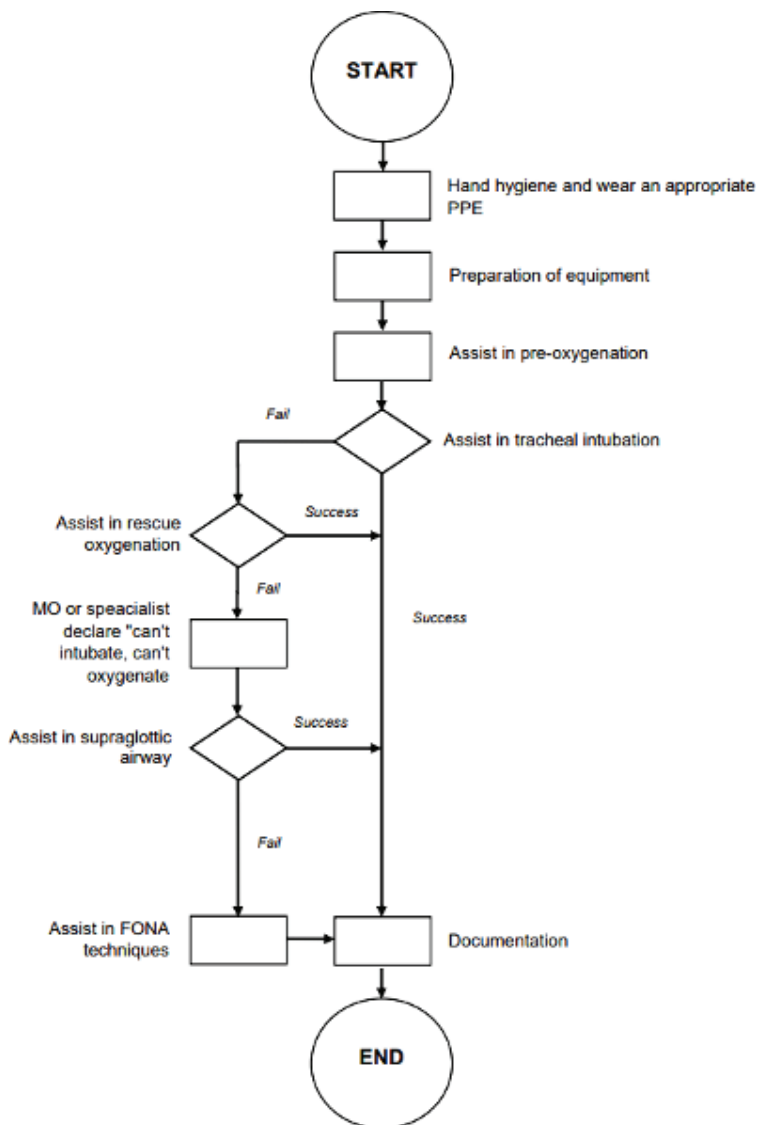 START
Hand hygiene and wear an appropriate
PPE
Preparation of equipment
Assist in pre-oxygenation
Fail
Assist in tracheal intubation
Assist in rescue
oxygenation
Success
Fail
MO or speacialist
declare "can't
intubate, can't
oxygenate
Success
Assist in supraglottic
airway
Success
Fail
Assist in FONA
techniques
Documentation
END